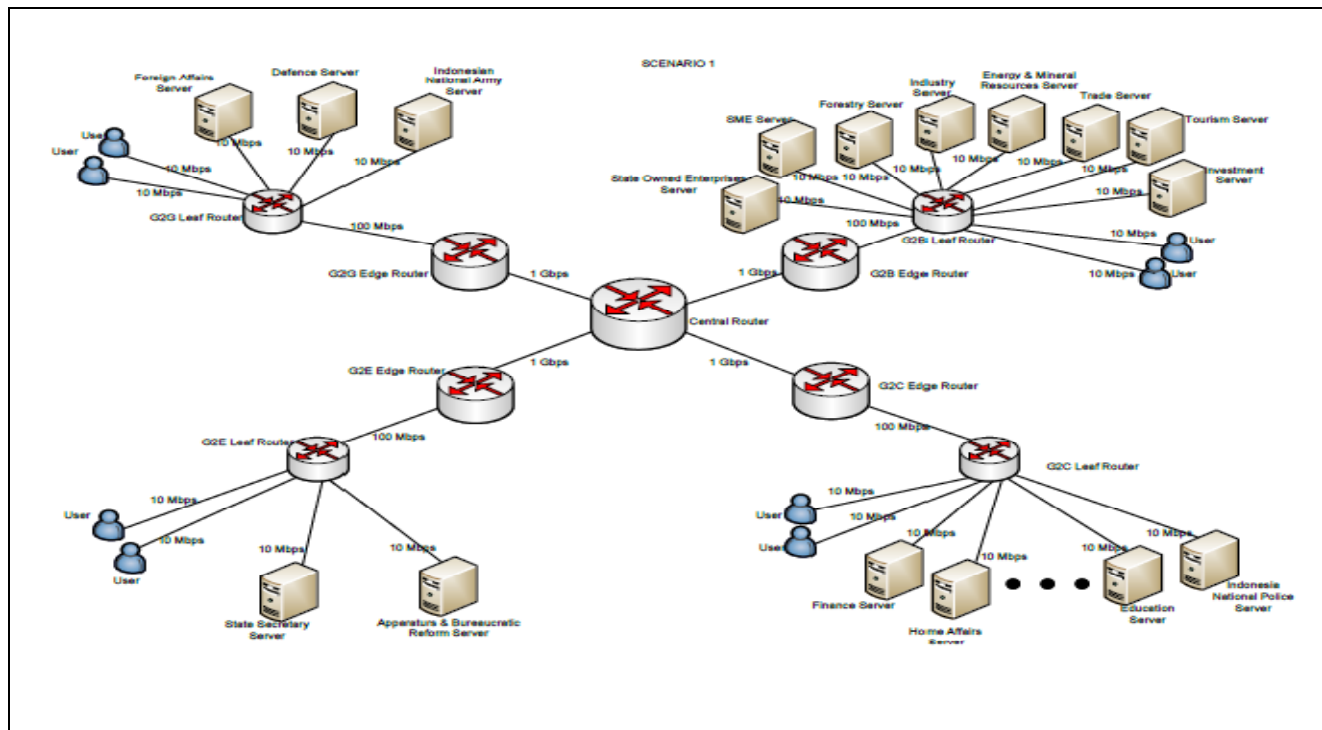 SCENARIO 1
Foreign Affairs
Server
Defence Server
Indonesian
National Army
Server
User
User
10 Mbps
10 Mbps
10 Mbps
10 Mbps
10 Mbps
G2G Leaf Router
100 Mbps
G2G Edge Router
1 Gbps
SME Server
Forestry Server
Industry
Server
Energy & Mineral
Resources Server
Trade Server
Tourism Server
Investment
Server
State Owned Enterprises
Server
10 Mbps
10 Mbps
10 Mbps
10 Mbps
10 Mbps
10 Mbps
10 Mbps
10 Mbps
100 Mbps
G2B Leaf Router
10 Mbps
User
10 Mbps
User
1 Gbps
G2B Edge Router
Central Router
1 Gbps
G2E Edge Router
1 Gbps
G2C Edge Router
G2E Leaf Router
100 Mbps
100 Mbps
G2C Leaf Router
10 Mbps
User
10 Mbps
User
10 Mbps
10 Mbps
State Secretary
Server
Apparaturs & Bureaucratic
Reform Server
10 Mbps
User
10 Mbps
User
10 Mbps
10 Mbps
10 Mbps
10 Mbps
Finance Server
Home Affairs
Server
Education
Server
Indonesia
National Police
Server